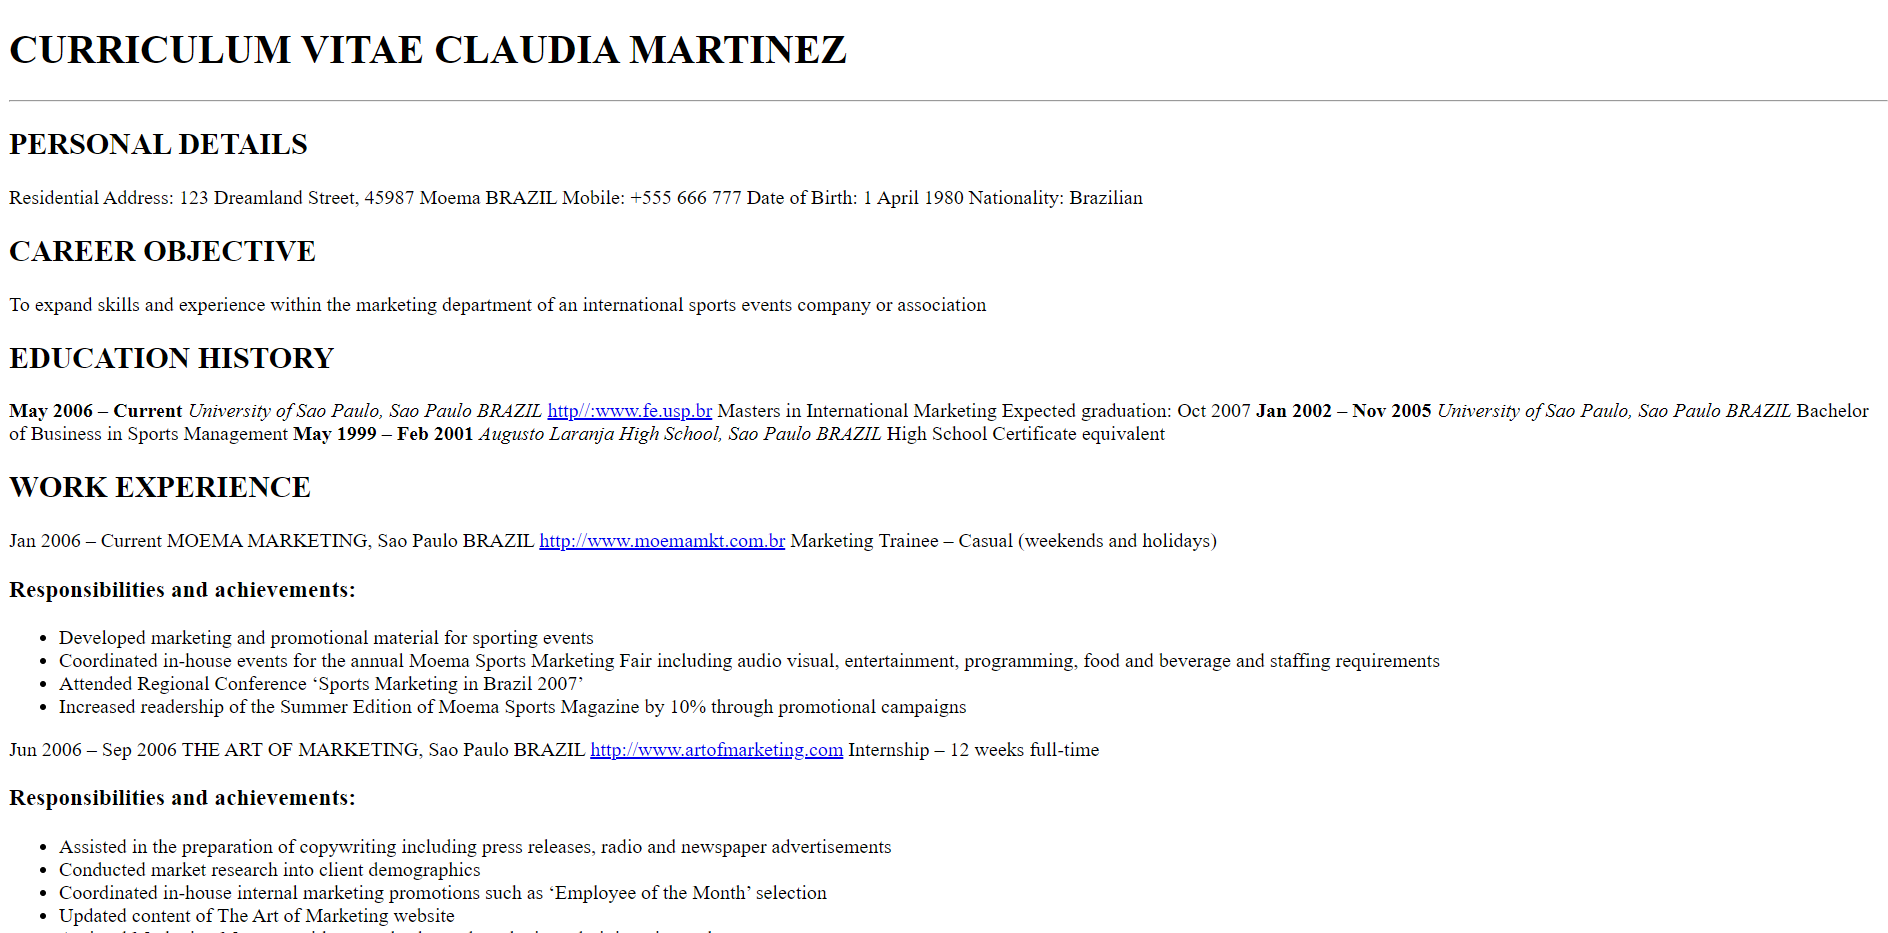 CURRICULUM VITAE CLAUDIA MARTINEZ
PERSONAL DETAILS
Residential Address: 123 Dreamland Street, 45987 Moema BRAZIL Mobile: +555 666 777 Date of Birth: 1 April 1980 Nationality: Brazilian
CAREER OBJECTIVE
To expand skills and experience within the marketing department of an international sports events company or association
EDUCATION HISTORY
May 2006 – Current University of Sao Paulo, Sao Paulo BRAZIL http//:www.fe.usp.br Masters in International Marketing Expected graduation: Oct 2007 Jan 2002 – Nov 2005 University of Sao Paulo, Sao Paulo BRAZIL Bachelor
of Business in Sports Management May 1999 – Feb 2001 Augusto Laranja High School, Sao Paulo BRAZIL High School Certificate equivalent
WORK EXPERIENCE
Jan 2006 – Current MOEMA MARKETING, Sao Paulo BRAZIL http://www.moemamkt.com.br Marketing Trainee – Casual (weekends and holidays)
Responsibilities and achievements:
• Developed marketing and promotional material for sporting events
• Coordinated in-house events for the annual Moema Sports Marketing Fair including audio visual, entertainment, programming, food and beverage and staffing requirements
• Attended Regional Conference ‘Sports Marketing in Brazil 2007’
• Increased readership of the Summer Edition of Moema Sports Magazine by 10% through promotional campaigns
Jun 2006 – Sep 2006 THE ART OF MARKETING, Sao Paulo BRAZIL http://www.artofmarketing.com Internship – 12 weeks full-time
Responsibilities and achievements:
• Assisted in the preparation of copywriting including press releases, radio and newspaper advertisements
• Conducted market research into client demographics
• Coordinated in-house internal marketing promotions such as ‘Employee of the Month’ selection
• Updated content of The Art of Marketing website